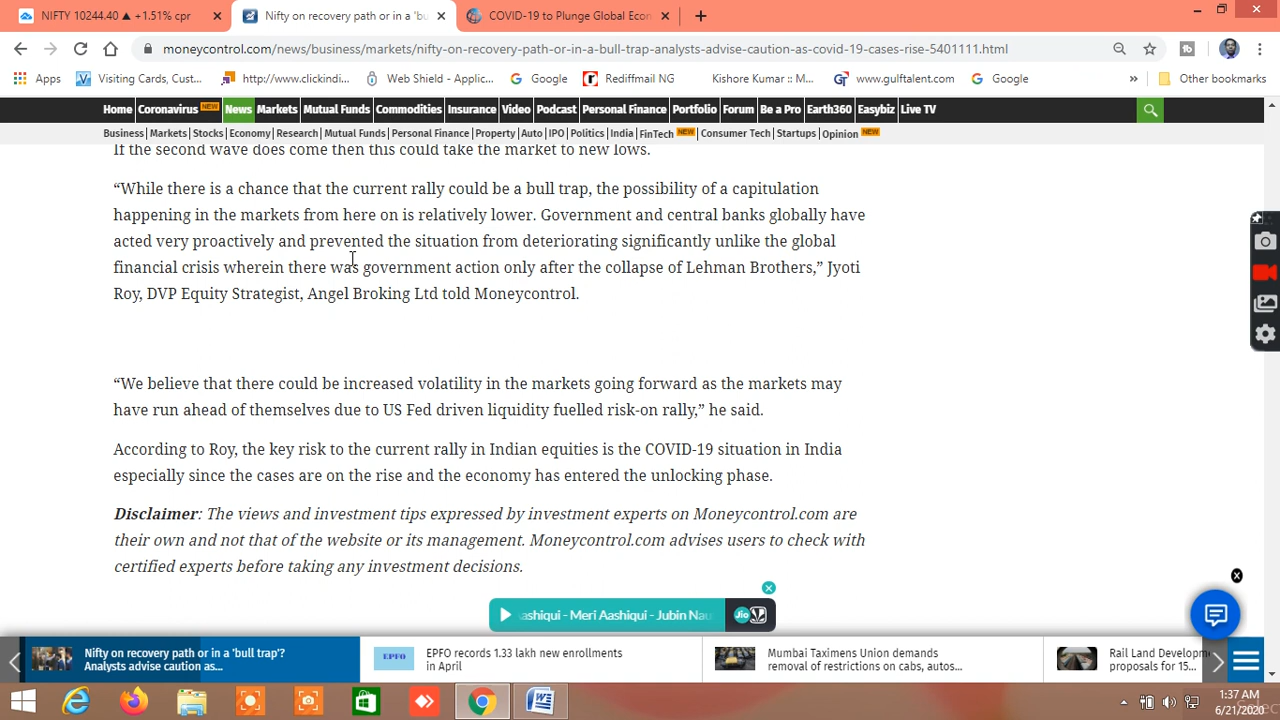 NIFTY 10244.40 ▲ +1.51% cpr
Nifty on recovery path or in a 'bu
COVID-19 to Plunge Global Econ
moneycontrol.com/news/business/markets/nifty-on-recovery-path-or-in-a-bull-trap-analysts-advise-caution-as-covid-19-cases-rise-5401111.html
Apps Visiting Cards, Cust... http://www.clickindi... Web Shield - Applic... Google Rediffmail NG Kishore Kumar :: M... www.gulftalent.com Google » Other bookmarks
Home Coronavirus NEW News Markets Mutual Funds Commodities Insurance Video Podcast Personal Finance Portfolio Forum Be a Pro Earth360 Easybiz Live TV
Business | Markets | Stocks | Economy | Research | Mutual Funds | Personal Finance | Property | Auto | IPO | Politics | India | FinTech NEW | Consumer Tech | Startups | Opinion NEW
If the second wave does come then this could take the market to new lows.
“While there is a chance that the current rally could be a bull trap, the possibility of a capitulation
happening in the markets from here on is relatively lower. Government and central banks globally have
acted very proactively and prevented the situation from deteriorating significantly unlike the global
financial crisis wherein there was government action only after the collapse of Lehman Brothers,” Jyoti
Roy, DVP Equity Strategist, Angel Broking Ltd told Moneycontrol.
“We believe that there could be increased volatility in the markets going forward as the markets may
have run ahead of themselves due to US Fed driven liquidity fuelled risk-on rally,” he said.
According to Roy, the key risk to the current rally in Indian equities is the COVID-19 situation in India
especially since the cases are on the rise and the economy has entered the unlocking phase.
Disclaimer: The views and investment tips expressed by investment experts on Moneycontrol.com are
their own and not that of the website or its management. Moneycontrol.com advises users to check with
certified experts before taking any investment decisions.
ashiqui - Meri Aashiqui - Jubin Nau
Jio
Nifty on recovery path or in a 'bull trap'?
Analysts advise caution as...
EPFO
EPFO records 1.33 lakh new enrollments
in April
Mumbai Taximens Union demands
removal of restrictions on cabs, autos...
Rail Land Developm
proposals for 15...
1:37 AM
6/21/2020